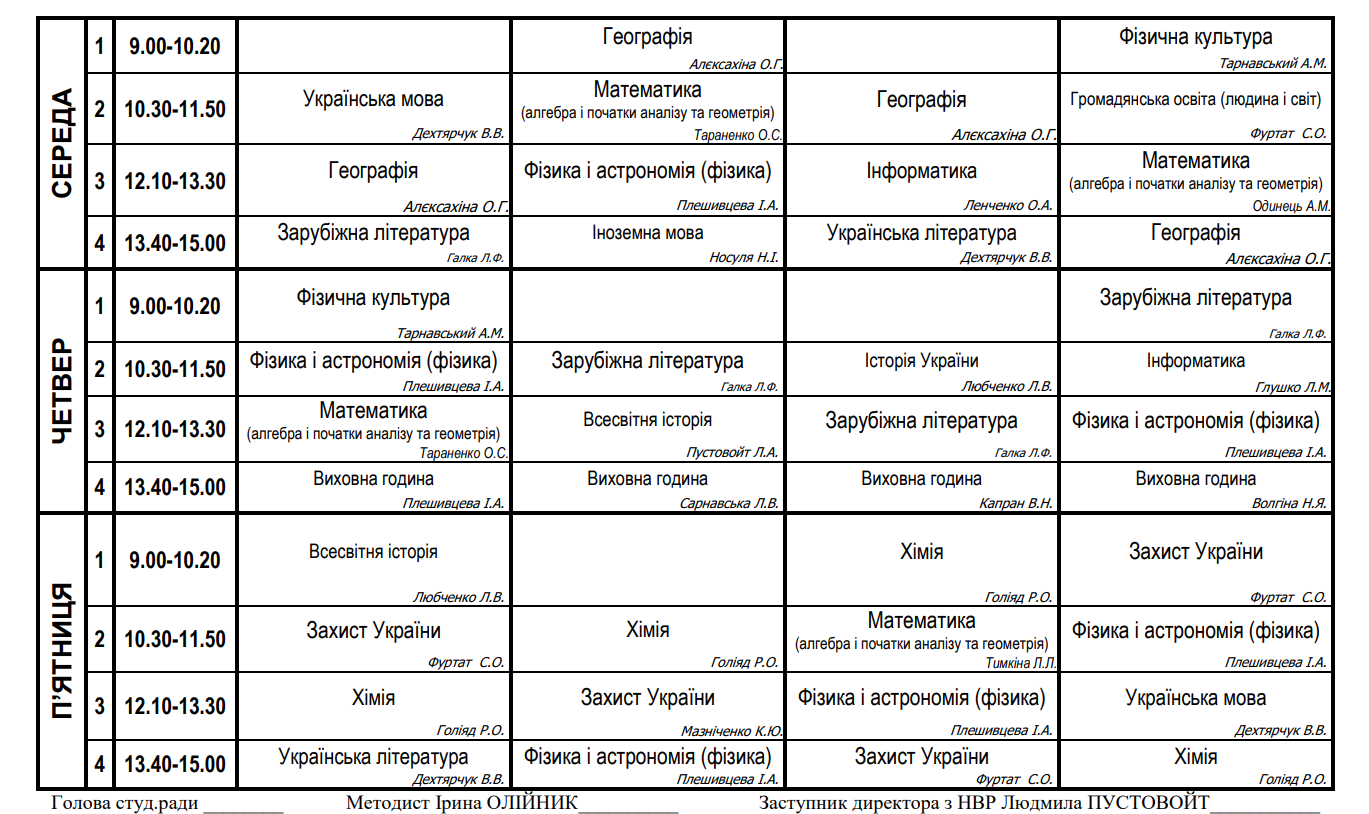 СЕРЕДА
1 9.00-10.20
Географія
Алєксахіна О.Г.
Фізична культура
Тарнавський А.М.
2 10.30-11.50
Українська мова
Дехтярчук В.В.
Математика
(алгебра і початки аналізу та геометрія)
Тараненко О.С.
Географія
Алєксахіна О.Г.
Громадянська освіта (людина і світ)
Фуртат С.О.
3 12.10-13.30
Географія
Алєксахіна О.Г.
Фізика і астрономія (фізика)
Плешивцева І.А.
Інформатика
Ленченко О.А.
Математика
(алгебра і початки аналізу та геометрія)
Одинець А.М.
4 13.40-15.00
Зарубіжна література
Галка Л.Ф.
Іноземна мова
Носуля Н.І.
Українська література
Дехтярчук В.В.
Географія
Алєксахіна О.Г.
ЧЕТВЕР
1 9.00-10.20
Фізична культура
Тарнавський А.М.
Зарубіжна література
Галка Л.Ф.
2 10.30-11.50
Фізика і астрономія (фізика)
Плешивцева І.А.
Зарубіжна література
Галка Л.Ф.
Історія України
Любченко Л.В.
Інформатика
Глушко Л.М.
3 12.10-13.30
Математика
(алгебра і початки аналізу та геометрія)
Тараненко О.С.
Всесвітня історія
Пустовойт Л.А.
Зарубіжна література
Галка Л.Ф.
Фізика і астрономія (фізика)
Плешивцева І.А.
4 13.40-15.00
Виховна година
Плешивцева І.А.
Виховна година
Сарнавська Л.В.
Виховна година
Капран В.Н.
Виховна година
Волгіна Н.Я.
П'ЯТНИЦЯ
1 9.00-10.20
Всесвітня історія
Любченко Л.В.
Хімія
Голіяд Р.О.
Захист України
Фуртат С.О.
2 10.30-11.50
Захист України
Фуртат С.О.
Хімія
Голіяд Р.О.
Математика
(алгебра і початки аналізу та геометрія)
Тимкіна Л.Л.
Фізика і астрономія (фізика)
Плешивцева І.А.
3 12.10-13.30
Хімія
Голіяд Р.О.
Захист України
Мазніченко К.Ю.
Фізика і астрономія (фізика)
Плешивцева І.А.
Українська мова
Дехтярчук В.В.
4 13.40-15.00
Українська література
Дехтярчук В.В.
Фізика і астрономія (фізика)
Плешивцева І.А.
Захист України
Фуртат С.О.
Хімія
Голіяд Р.О.
Голова студ.ради ________ Методист Ірина ОЛІЙНИК__________ Заступник директора з НВР Людмила ПУСТОВОЙТ___________